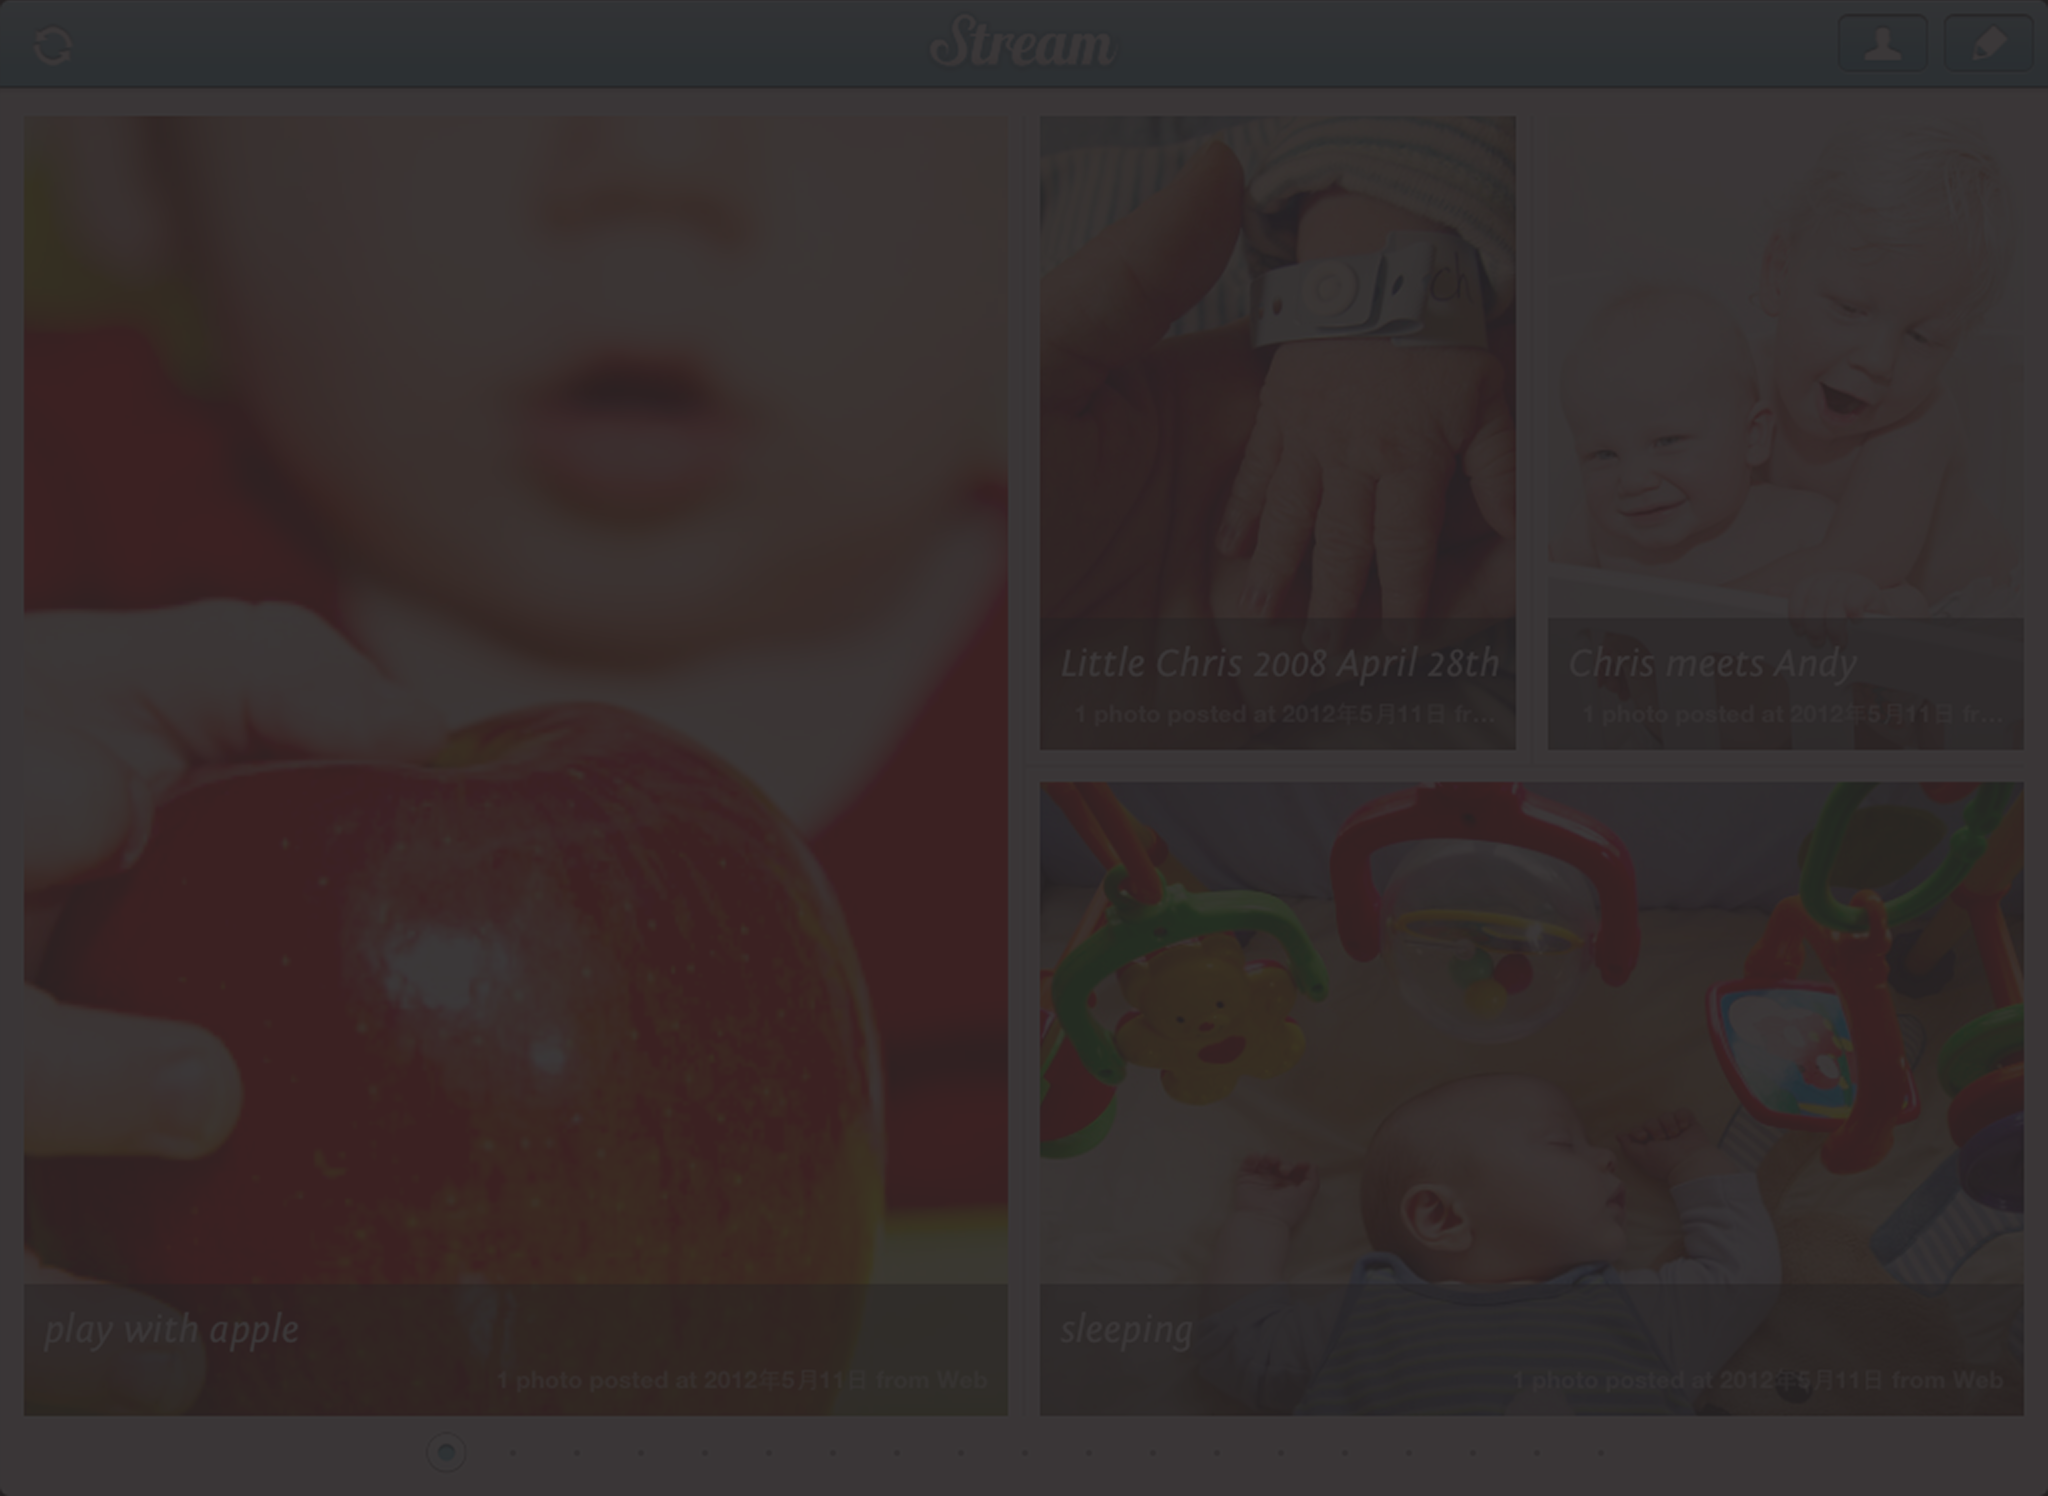 Stream
ch
Little Chris 2008 April 28th
1 photo posted at 2012年5月11日 fr...
Chris meets Andy
1 photo posted at 2012年5月11日 fr...
play with apple
1 photo posted at 2012年5月11日 from Web
sleeping
1 photo posted at 2012年5月11日 from Web